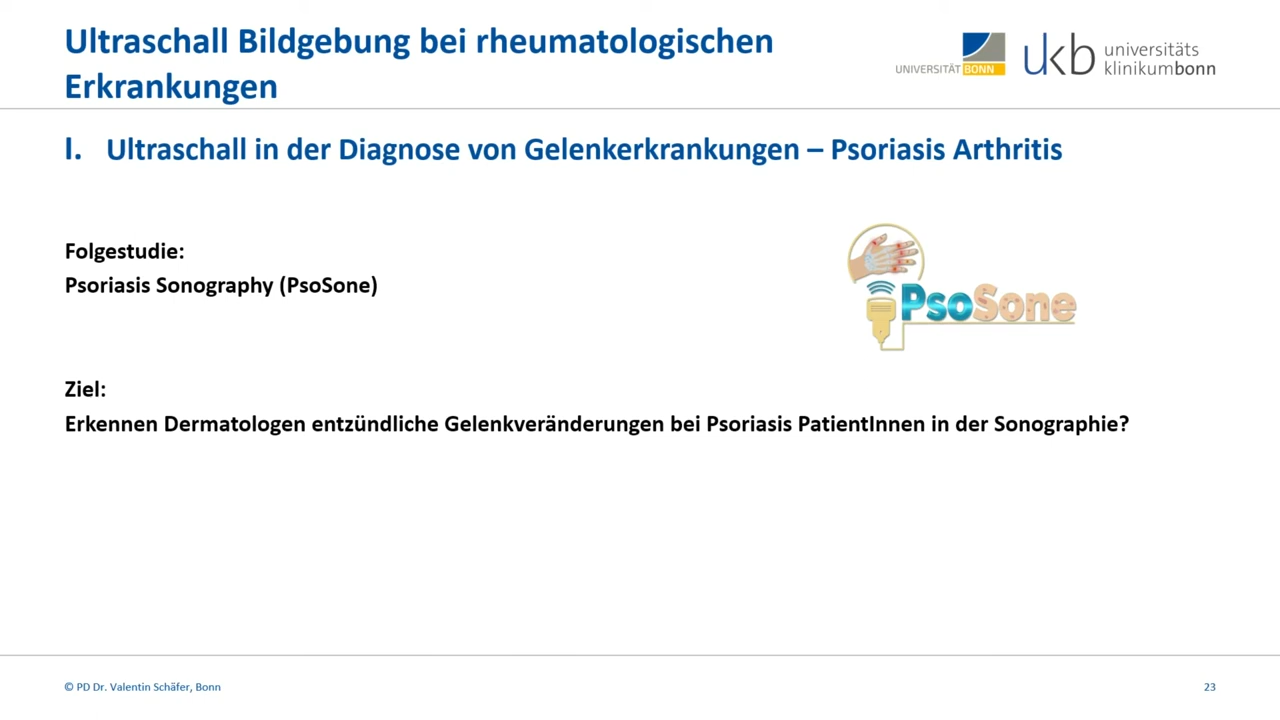 Ultraschall Bildgebung bei rheumatologischen
Erkrankungen
UNIVERSITÄT BONN
ukb universitäts
klinikumbonn
I. Ultraschall in der Diagnose von Gelenkerkrankungen – Psoriasis Arthritis
Folgestudie:
Psoriasis Sonography (PsoSone)
PsoSone
Ziel:
Erkennen Dermatologen entzündliche Gelenkveränderungen bei Psoriasis PatientInnen in der Sonographie?
© PD Dr. Valentin Schäfer, Bonn
23